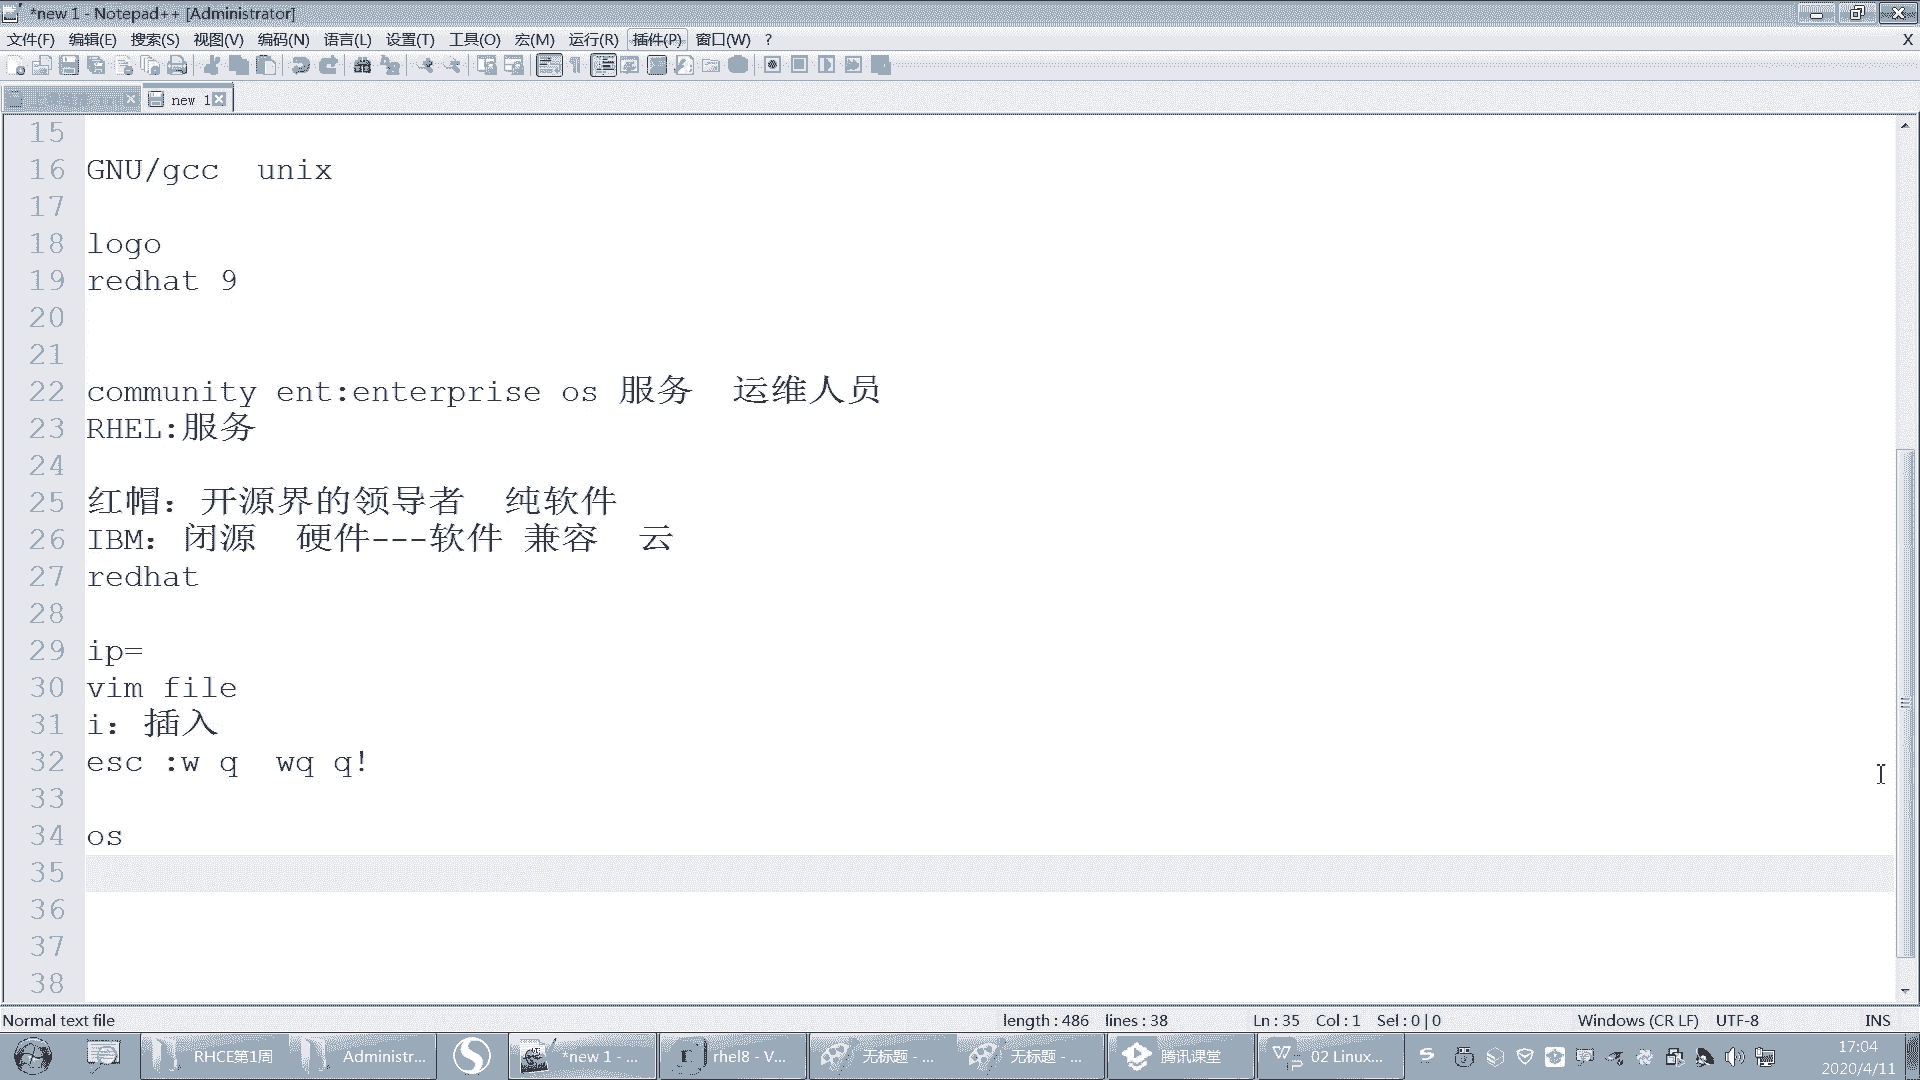 *new 1 - Notepad++ [Administrator]
文件(F) 编辑(E) 搜索(S) 视图(V) 编码(N) 语言(L) 设置(T) 工具(O) 宏(M) 运行(R) 插件(P) 窗口(W) ? X
new 1
15
16 GNU/gcc  unix
17
18 logo
19 redhat 9
20
21
22 community ent:enterprise os 服务  运维人员
23 RHEL:服务
24
25 红帽：开源界的领导者  纯软件
26 IBM：闭源  硬件---软件 兼容  云
27 redhat
28
29 ip=
30 vim file
31 i：插入
32 esc :w q  wq q!
33
34 os
35
36
37
38
Normal text file length : 486 lines : 38 Ln : 35 Col : 1 Sel : 0 | 0 Windows (CR LF) UTF-8 INS
RHCE第1周 Administr... *new 1 - ... rhel8 - V... 无标题 - ... 无标题 - ... 腾讯课堂 02 Linux... 17:04
2020/4/11